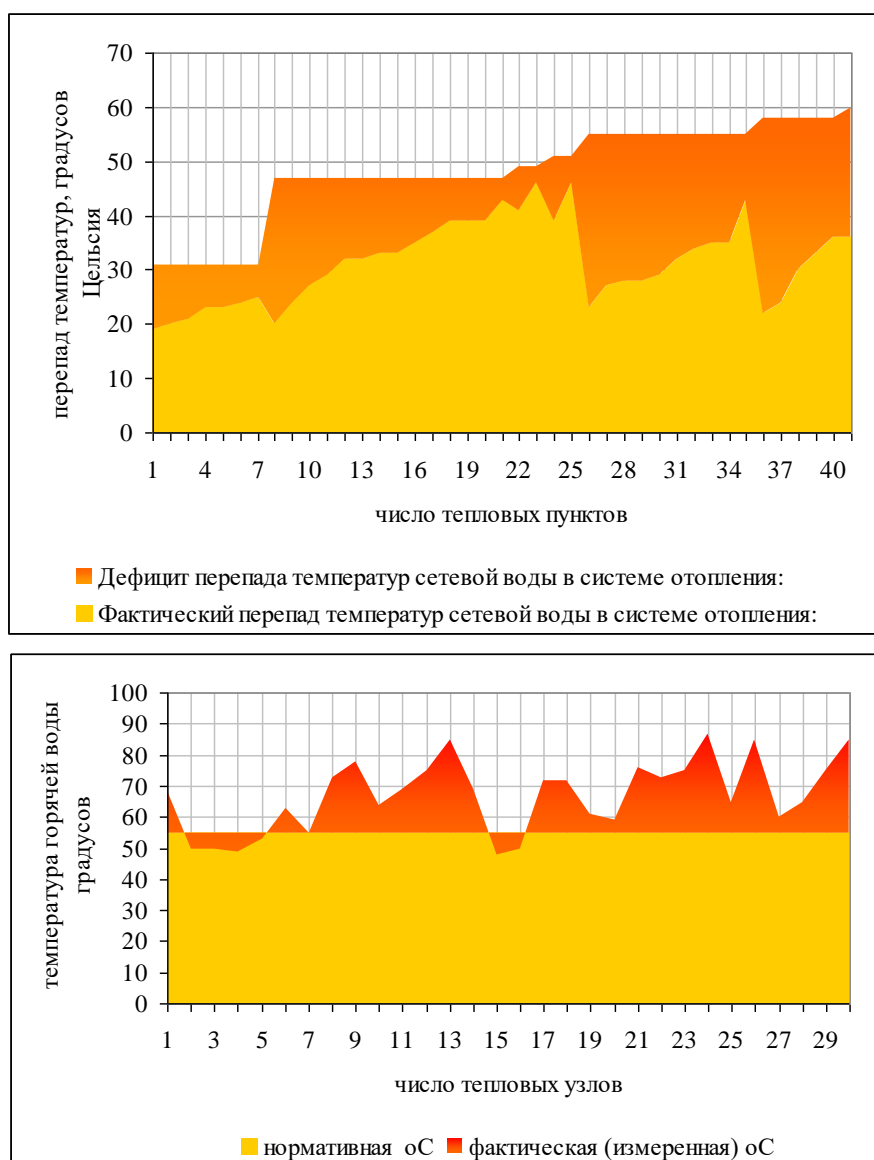 70
60
50
40
30
20
10
0
перепад температур, градусов
Цельсия
1 4 7 10 13 16 19 22 25 28 31 34 37 40
число тепловых пунктов
Дефицит перепада температур сетевой воды в системе отопления:
Фактический перепад температур сетевой воды в системе отопления:
100
90
80
70
60
50
40
30
20
10
0
температура горячей воды
градусов
1 3 5 7 9 11 13 15 17 19 21 23 25 27 29
число тепловых узлов
нормативная оС фактическая (измеренная) оС